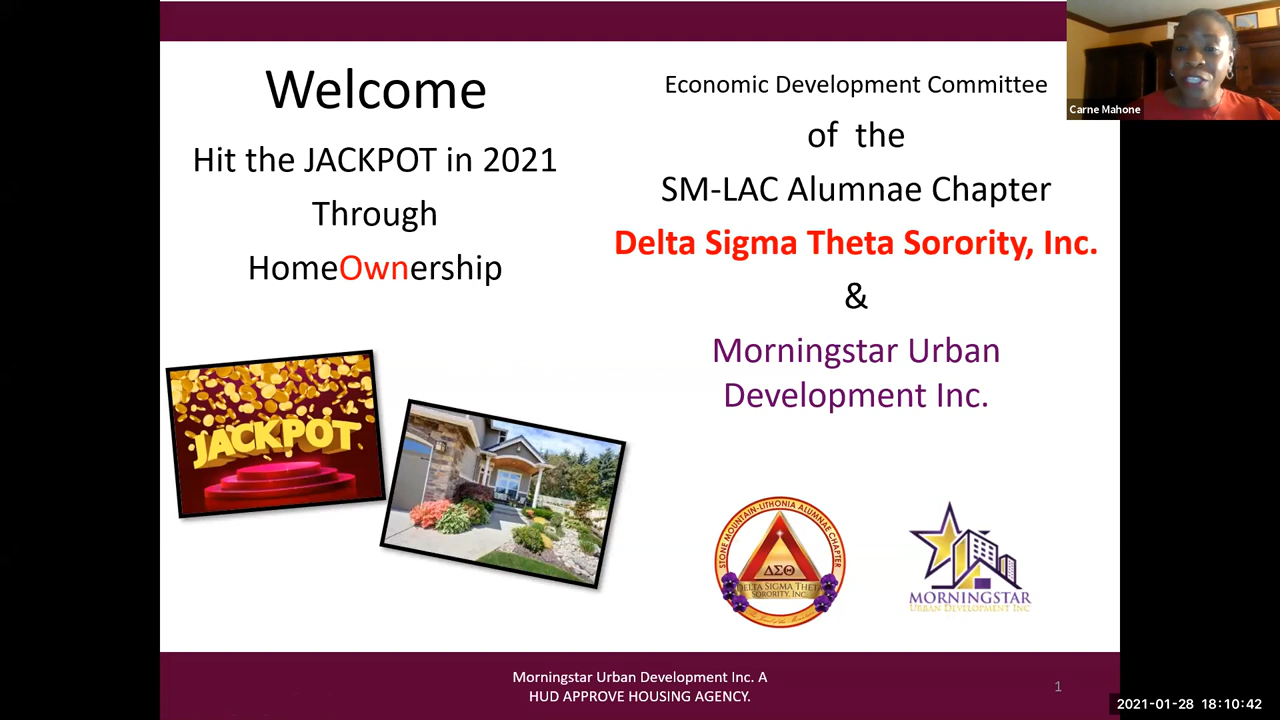 Welcome
Hit the JACKPOT in 2021
Through
HomeOwnership
Economic Development Committee
of the
SM-LAC Alumnae Chapter
Delta Sigma Theta Sorority, Inc.
&
Morningstar Urban
Development Inc.
Carne Mahone
JACKPOT
STONE MOUNTAIN-LITHONIA ALUMNAE CHAPTER
ΔΣΘ
DELTA SIGMA THETA
SORORITY, INC.
MORNINGSTAR
URBAN DEVELOPMENT INC
Morningstar Urban Development Inc. A
HUD APPROVE HOUSING AGENCY.
1
2021-01-28 18:10:42